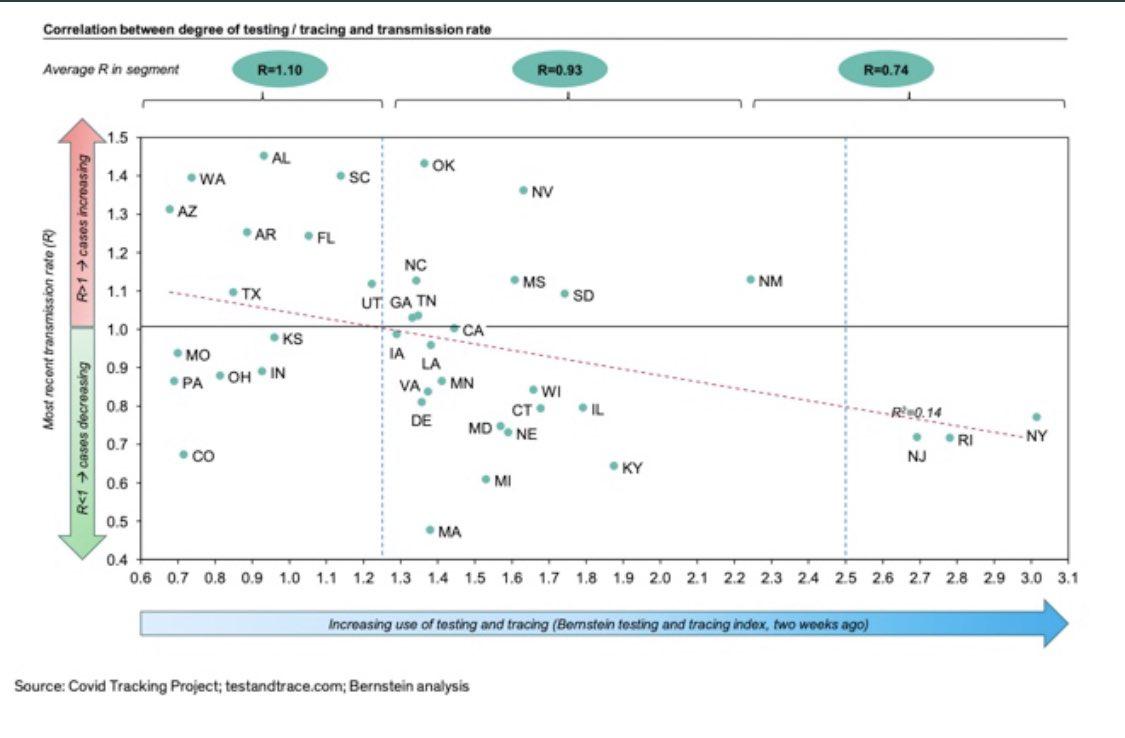 Correlation between degree of testing / tracing and transmission rate
Average R in segment
R=1.10
R=0.93
R=0.74
Most recent transmission rate (R)
R>1 → cases increasing
R<1 → cases decreasing
1.5
1.4
1.3
1.2
1.1
1.0
0.9
0.8
0.7
0.6
0.5
0.4
AL
WA
SC
OK
NV
AZ
AR
FL
NC
MS
NM
TX
SD
UT
GA
TN
CA
KS
IA
LA
MO
OH
IN
PA
VA
MN
WI
DE
CT
IL
R²=0.14
MD
NE
NJ
RI
NY
CO
KY
MI
MA
0.6 0.7 0.8 0.9 1.0 1.1 1.2 1.3 1.4 1.5 1.6 1.7 1.8 1.9 2.0 2.1 2.2 2.3 2.4 2.5 2.6 2.7 2.8 2.9 3.0 3.1
Increasing use of testing and tracing (Bernstein testing and tracing index, two weeks ago)
Source: Covid Tracking Project; testandtrace.com; Bernstein analysis